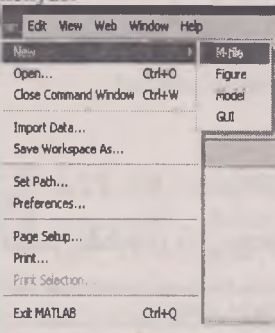 Edit View Web Window Help
New
M-file
Open... Ctrl+O
Figure
Close Command Window Ctrl+W
model
GUI
Import Data...
Save Workspace As...
Set Path...
Preferences...
Page Setup...
Print...
Print Selection...
Exit MATLAB Ctrl+Q